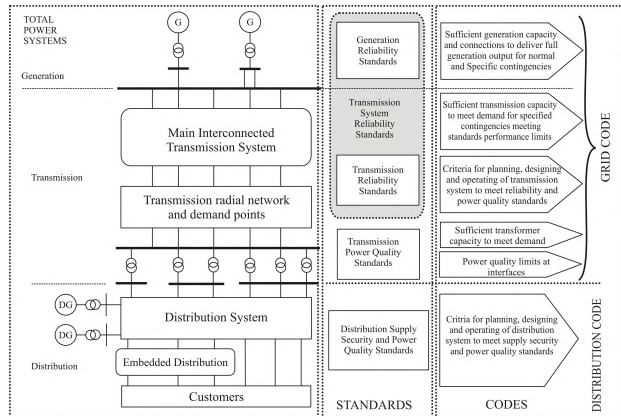 TOTAL
POWER
SYSTEMS
G
G
Generation
Main Interconnected
Transmission System
Transmission
Transmission radial network
and demand points
DG
DG
Distribution System
Distribution
Embedded Distribution
Customers
Generation
Reliability
Standards
Transmission
System
Reliability
Standards
Transmission
Reliability
Standards
Transmission
Power Quality
Standards
Distribution Supply
Security and Power
Quality Standards
STANDARDS
Sufficient generation capacity
and connections to deliver full
generation output for normal
and Specific contingencies
Sufficient transmission capacity
to meet demand for specified
contingencies meeting
standards performance limits
Criteria for planning, designing
and operating of transmission
system to meet reliability and
power quality standards
Sufficient transformer
capacity to meet demand
Power quality limits at
interfaces
Criteria for planning, designing
and operating of distribution
system to meet supply security
and power quality standards
CODES
GRID CODE
DISTRIBUTION CODE